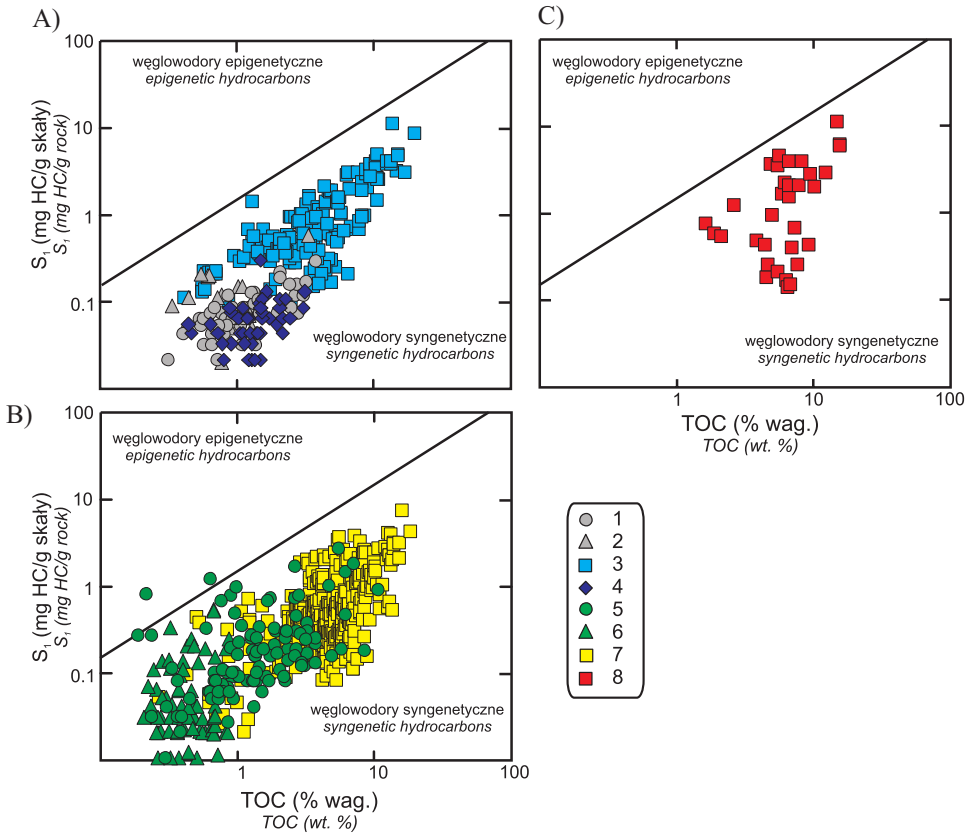 A)
100
10
1
0.1
S₁ (mg HC/g skały)
S₁ (mg HC/g rock)
węglowodory epigenetyczne
epigenetic hydrocarbons
węglowodory syngenetyczne
syngenetic hydrocarbons
B)
100
10
1
0.1
S₁ (mg HC/g skały)
S₁ (mg HC/g rock)
węglowodory epigenetyczne
epigenetic hydrocarbons
węglowodory syngenetyczne
syngenetic hydrocarbons
1 10 100
TOC (% wag.)
TOC (wt. %)
C)
węglowodory epigenetyczne
epigenetic hydrocarbons
węglowodory syngenetyczne
syngenetic hydrocarbons
1 10 100
TOC (% wag.)
TOC (wt. %)
1
2
3
4
5
6
7
8